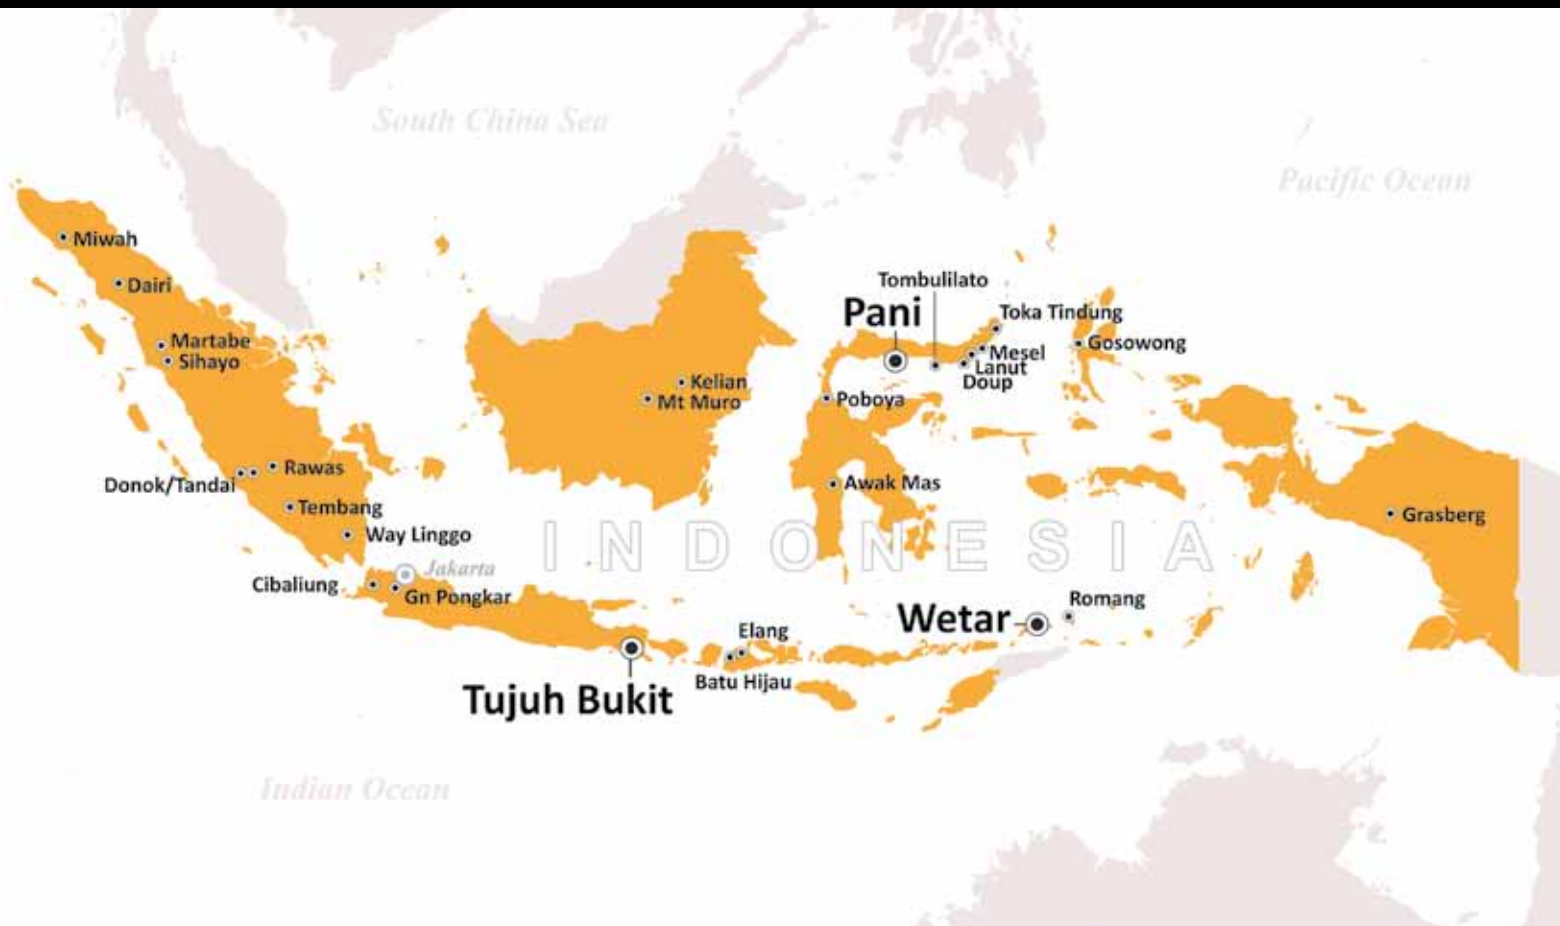 South China Sea
Pacific Ocean
Miwah
Dairi
Tombulilato
Pani
Toka Tindung
Martabe
Sihayo
Mesel
Gosowong
Lanut
Doup
Kelian
Mt Muro
Poboya
Rawas
Donok/Tandai
Awak Mas
Tembang
Grasberg
Way Linggo
INDONESIA
Jakarta
Cibaliung
Gn Pongkar
Romang
Wetar
Elang
Batu Hijau
Tujuh Bukit
Indian Ocean